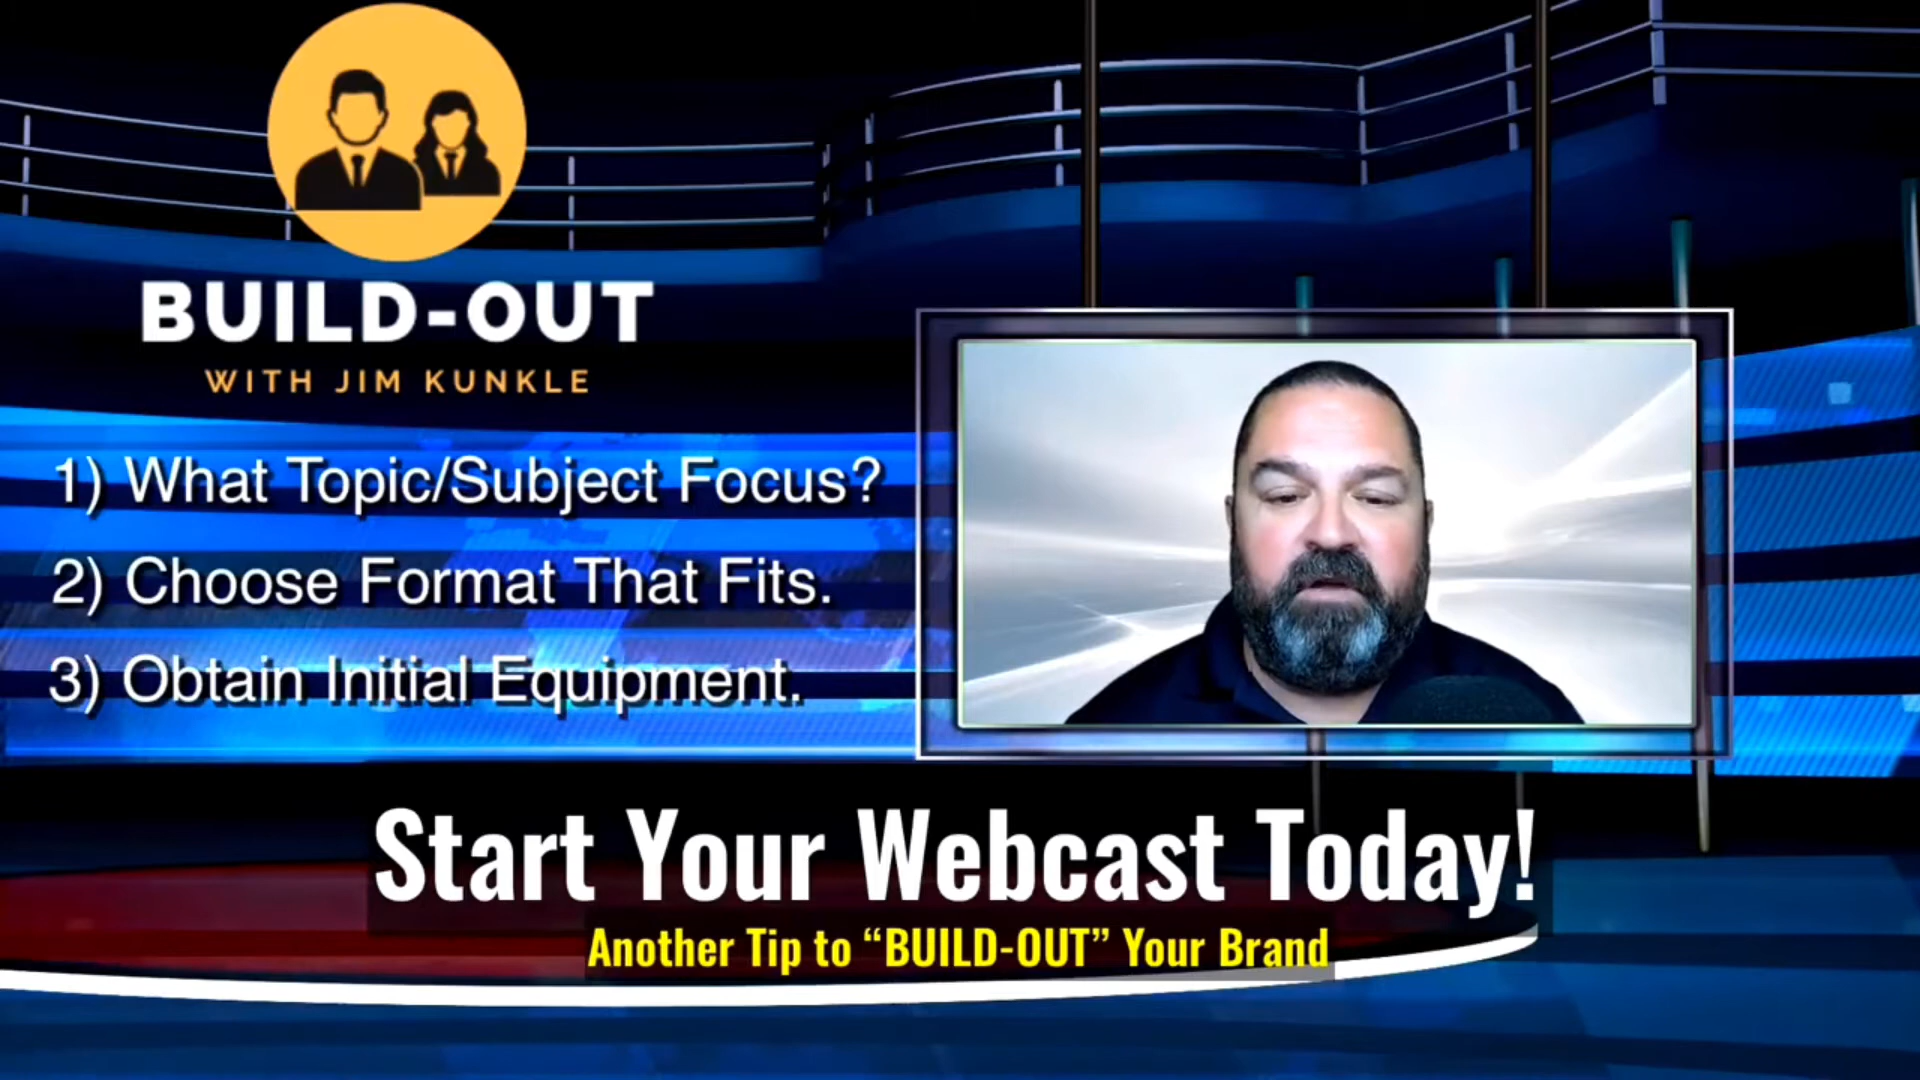 BUILD-OUT
WITH JIM KUNKLE
1) What Topic/Subject Focus?
2) Choose Format That Fits.
3) Obtain Initial Equipment.
Start Your Webcast Today!
Another Tip to “BUILD-OUT” Your Brand